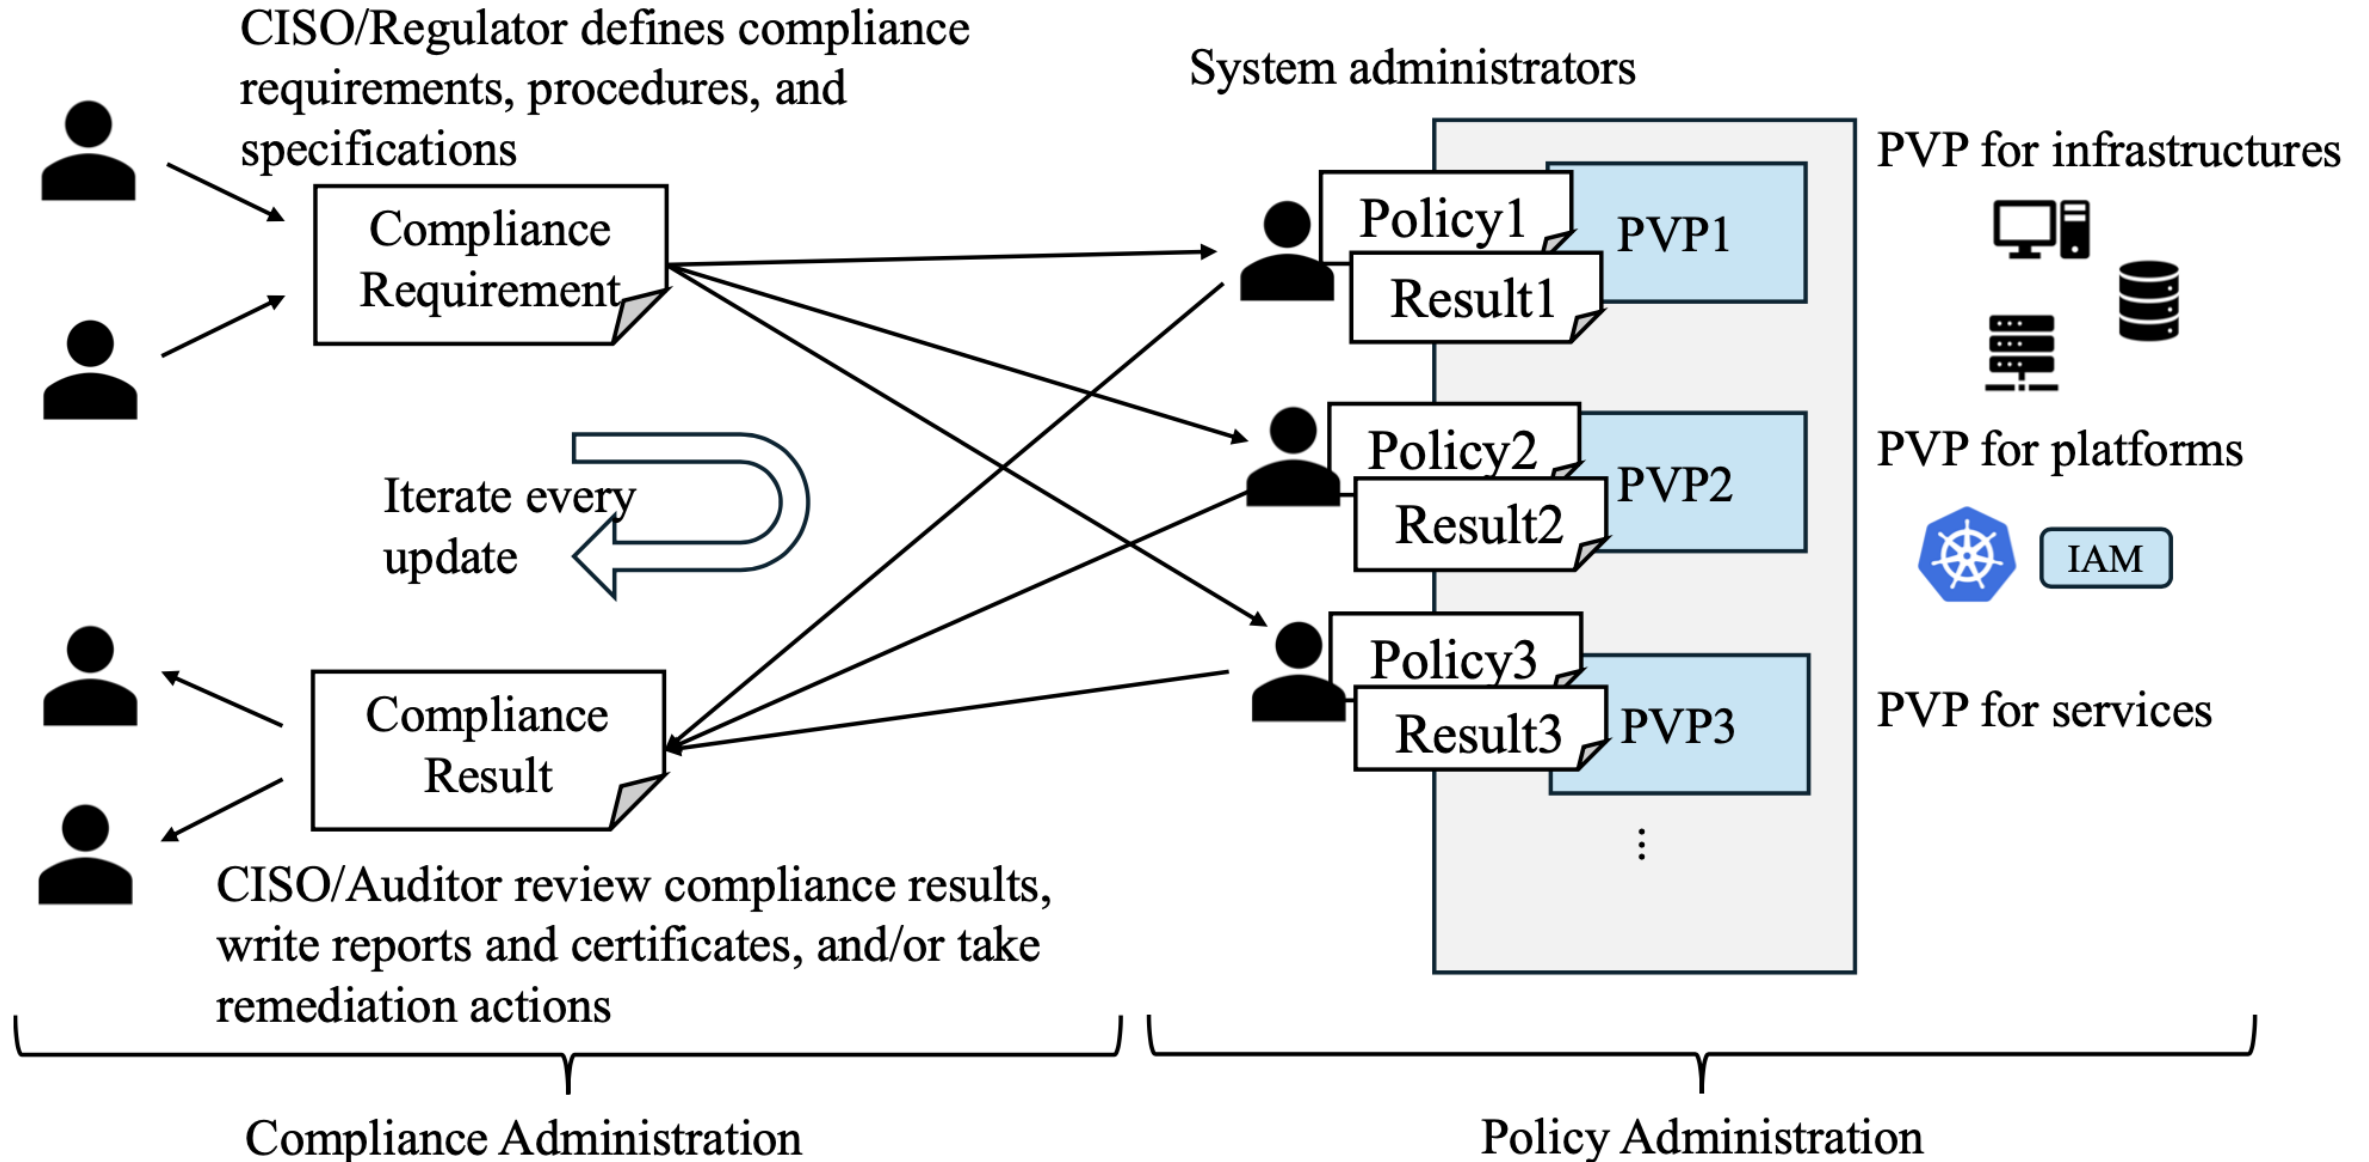 CISO/Regulator defines compliance
requirements, procedures, and
specifications
Compliance
Requirement
Iterate every
update
Compliance
Result
CISO/Auditor review compliance results,
write reports and certificates, and/or take
remediation actions
Compliance Administration
System administrators
Policy1
Result1
PVP1
PVP for infrastructures
Policy2
Result2
PVP2
PVP for platforms
IAM
Policy3
Result3
PVP3
PVP for services
⋮
Policy Administration